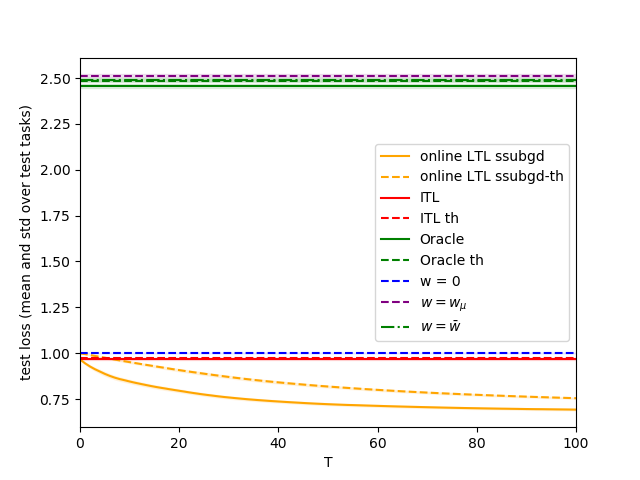 2.50
2.25
2.00
1.75
1.50
1.25
1.00
0.75
test loss (mean and std over test tasks)
0
20
40
60
80
100
T
online LTL ssubgd
online LTL ssubgd-th
ITL
ITL th
Oracle
Oracle th
w = 0
w = w_μ
w = w̄